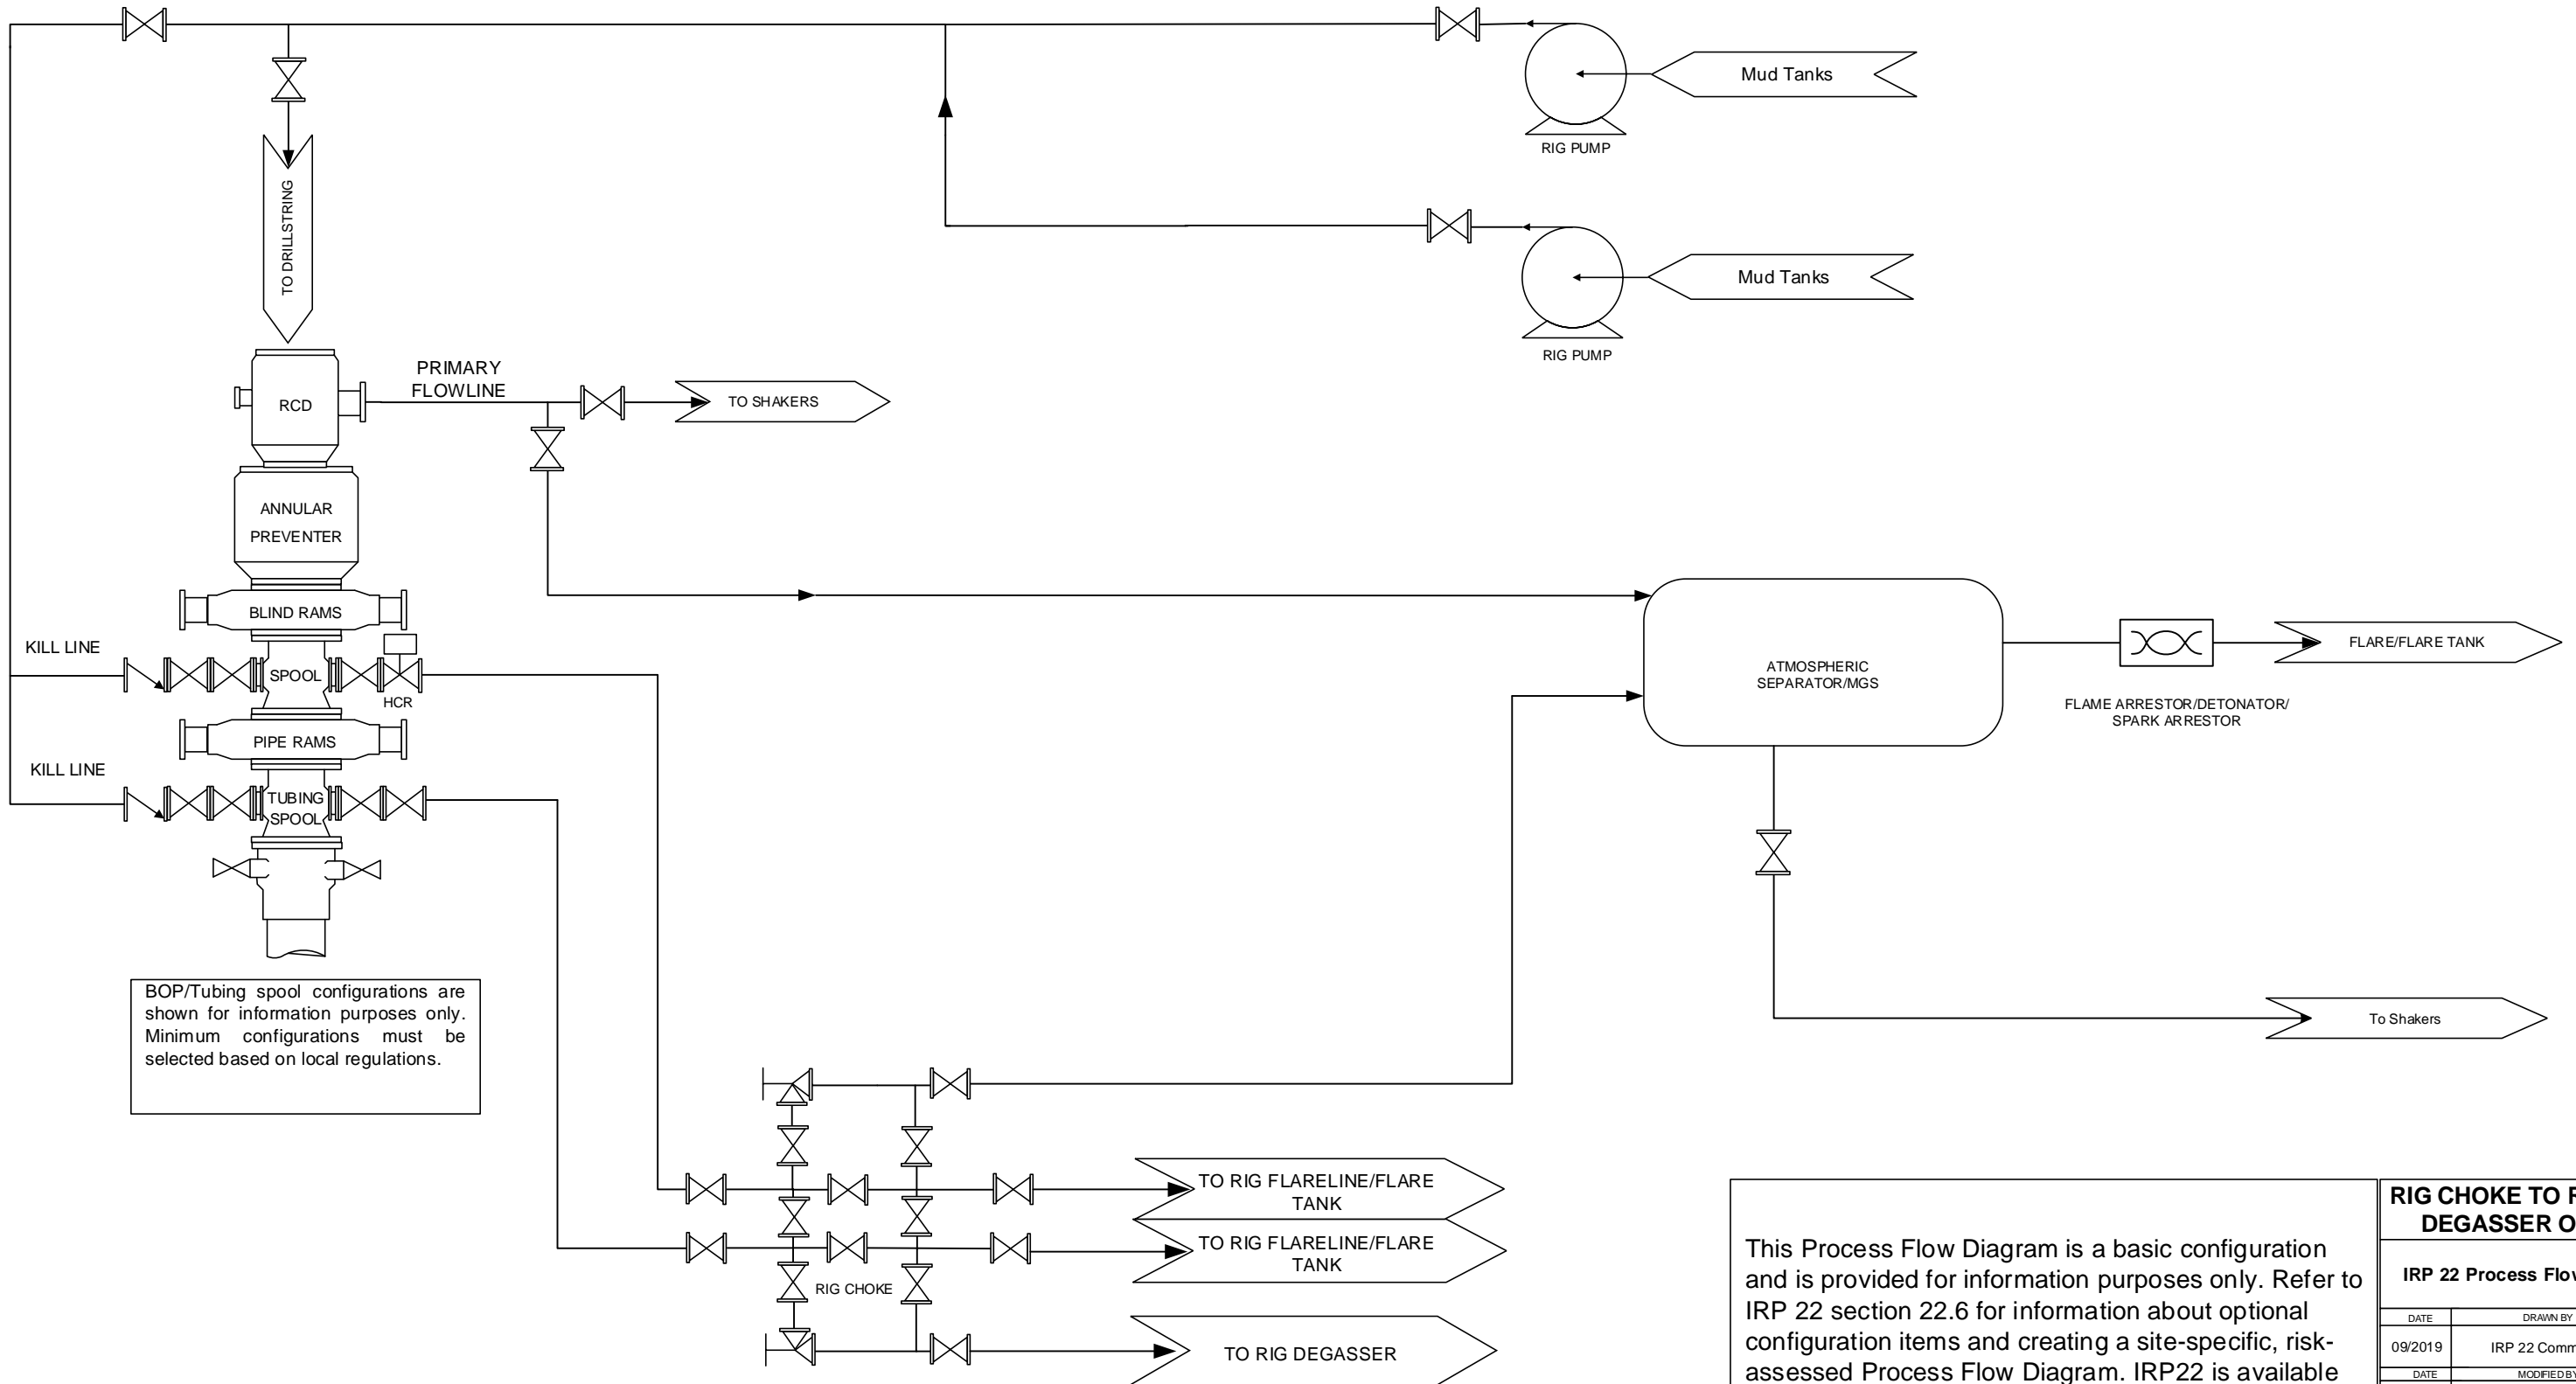 Mud Tanks
RIG PUMP
TO DRILLSTRING
Mud Tanks
RIG PUMP
PRIMARY
FLOWLINE
TO SHAKERS
RCD
ANNULAR
PREVENTER
BLIND RAMS
KILL LINE
SPOOL
HCR
PIPE RAMS
KILL LINE
TUBING
SPOOL
ATMOSPHERIC
SEPARATOR/MGS
FLARE/FLARE TANK
FLAME ARRESTOR/DETONATOR/
SPARK ARRESTOR
To Shakers
BOP/Tubing spool configurations are
shown for information purposes only.
Minimum configurations must be
selected based on local regulations.
TO RIG FLARELINE/FLARE
TANK
TO RIG FLARELINE/FLARE
TANK
RIG CHOKE
TO RIG DEGASSER
This Process Flow Diagram is a basic configuration
and is provided for information purposes only. Refer to
IRP 22 section 22.6 for information about optional
configuration items and creating a site-specific, risk-
assessed Process Flow Diagram. IRP22 is available
RIG CHOKE TO
DEGASSER
IRP 22 Process
DATE
DRAWN BY
09/2019
IRP 22
DATE
MODIFIED